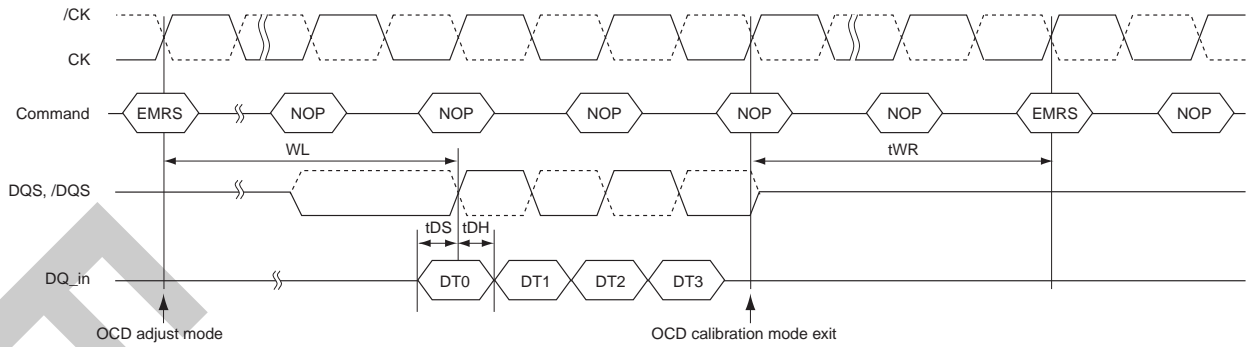 /CK
CK
Command EMRS NOP NOP NOP NOP NOP EMRS NOP
WL tWR
DQS, /DQS
tDS tDH
DQ_in DT0 DT1 DT2 DT3
OCD adjust mode OCD calibration mode exit